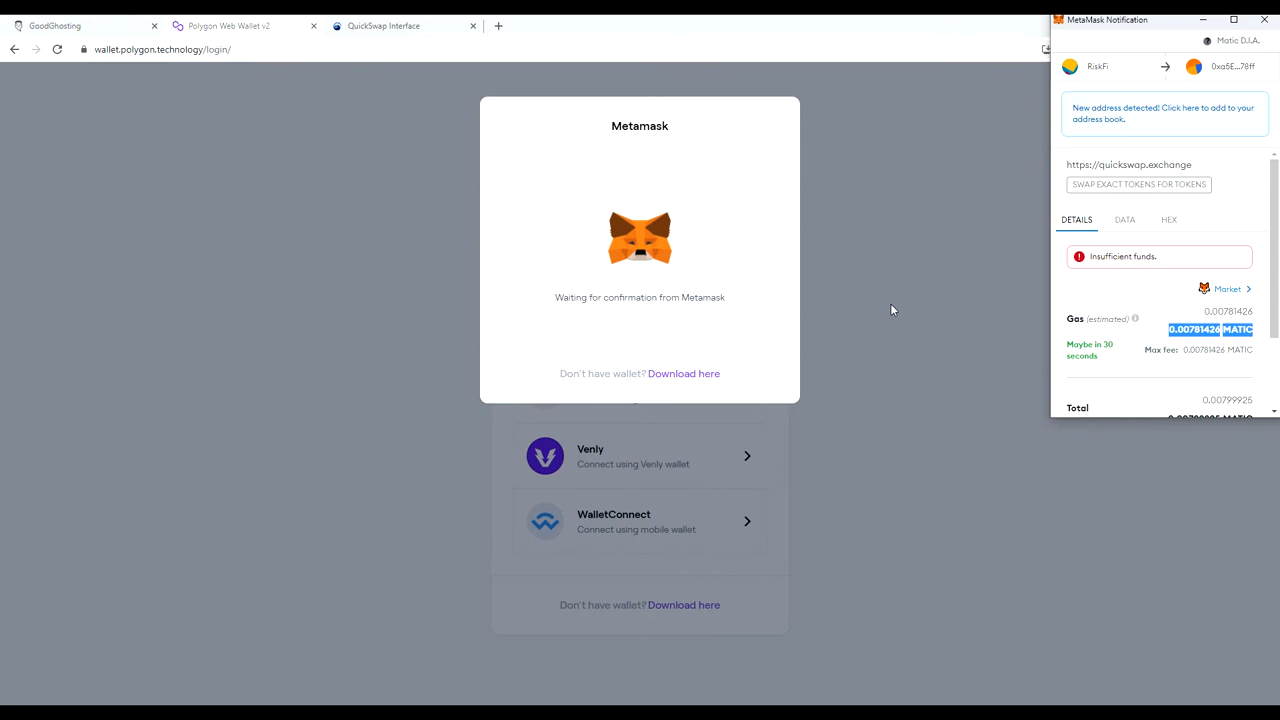 GoodGhosting
Polygon Web Wallet v2
QuickSwap Interface
wallet.polygon.technology/login/
Metamask
Waiting for confirmation from Metamask
Don't have wallet? Download here
Venly
Connect using Venly wallet
WalletConnect
Connect using mobile wallet
Don't have wallet? Download here
MetaMask Notification
Matic D.I.A.
RiskFi
0xa5E...78ff
New address detected! Click here to add to your
address book.
https://quickswap.exchange
SWAP EXACT TOKENS FOR TOKENS
DETAILS
DATA
HEX
Insufficient funds.
Market
0.00781426
Gas (estimated)
0.00781426 MATIC
Maybe in 30
seconds
Max fee: 0.00781426 MATIC
0.00799925
Total
0.00799925 MATIC